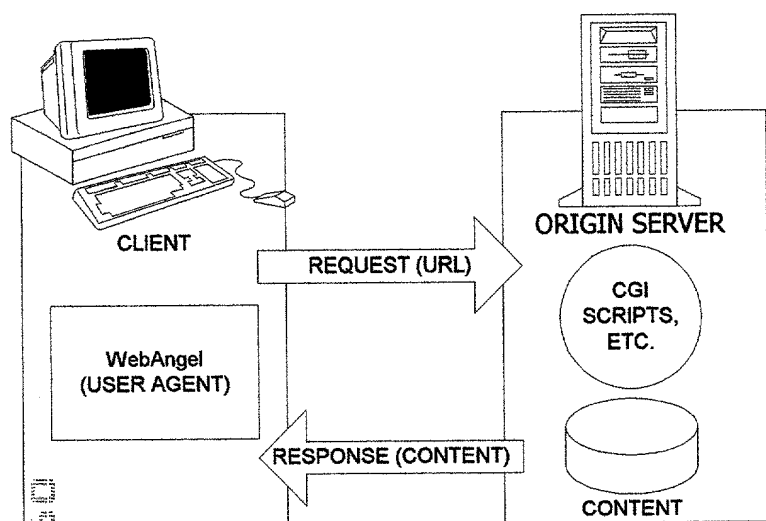 CLIENT
ORIGIN SERVER
REQUEST (URL)
CGI
SCRIPTS,
ETC.
WebAngel
(USER AGENT)
RESPONSE (CONTENT)
CONTENT